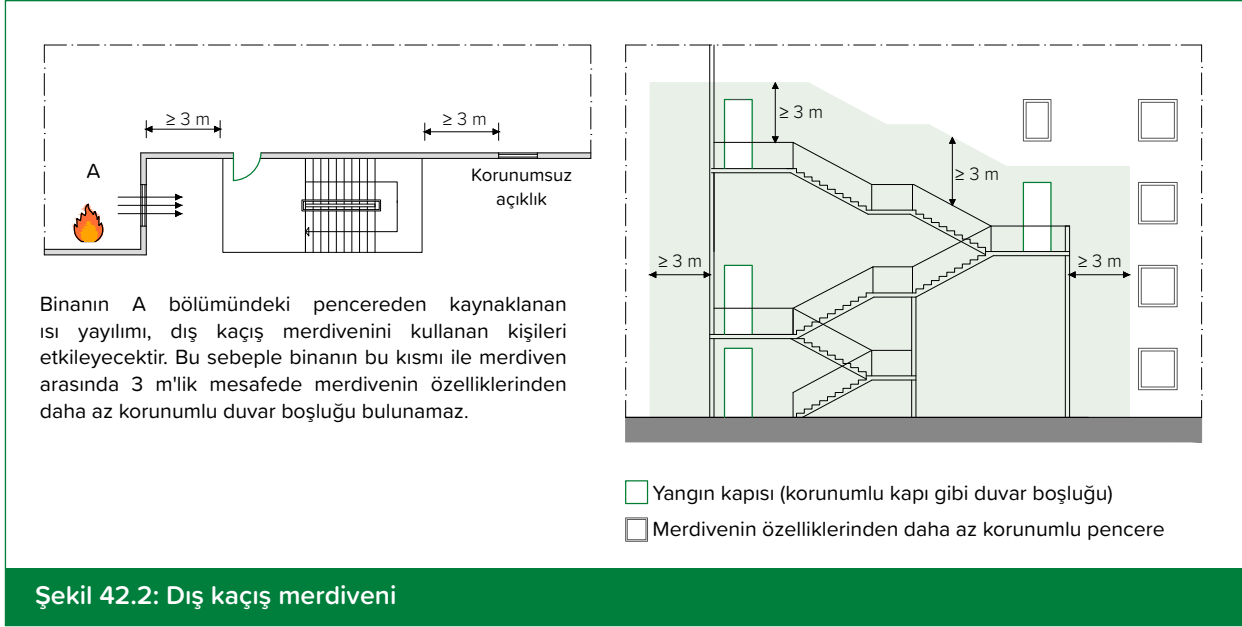 ≥ 3 m
≥ 3 m
A
Korunumsuz
açıklık
Binanın A bölümündeki pencereden kaynaklanan
ısı yayılımı, dış kaçış merdivenini kullanan kişileri
etkileyecektir. Bu sebeple binanın bu kısmı ile merdiven
arasında 3 m'lik mesafede merdivenin özelliklerinden
daha az korunumlu duvar boşluğu bulunamaz.
≥ 3 m
≥ 3 m
≥ 3 m
≥ 3 m
Yangın kapısı (korunumlu kapı gibi duvar boşluğu)
Merdivenin özelliklerinden daha az korunumlu pencere
Şekil 42.2: Dış kaçış merdiveni